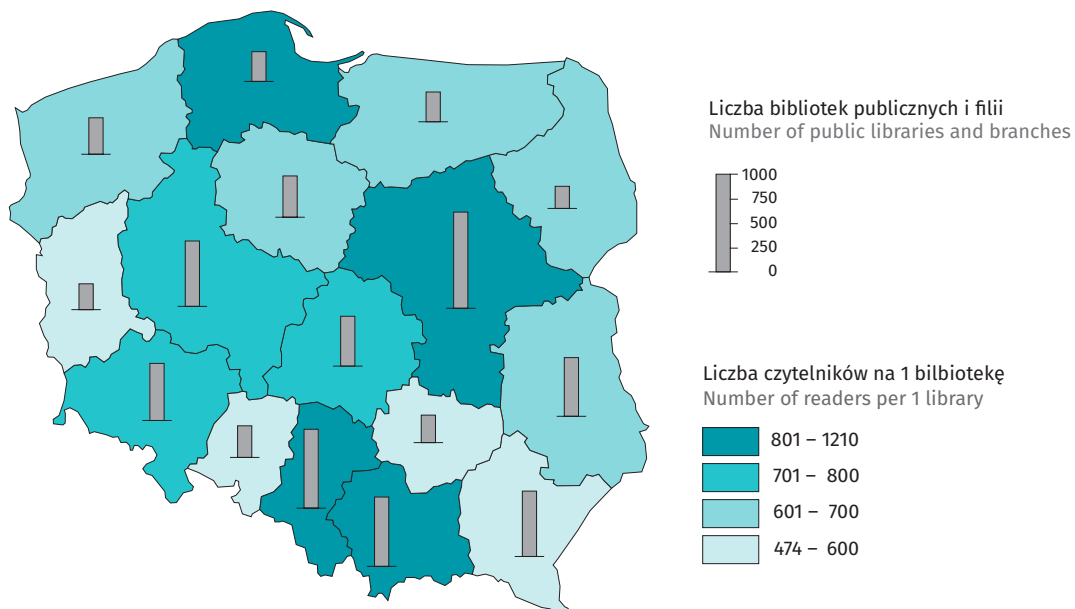 Liczba bibliotek publicznych i filii
Number of public libraries and branches
1000
750
500
250
0
Liczba czytelników na 1 bilbiotekę
Number of readers per 1 library
801 – 1210
701 – 800
601 – 700
474 – 600